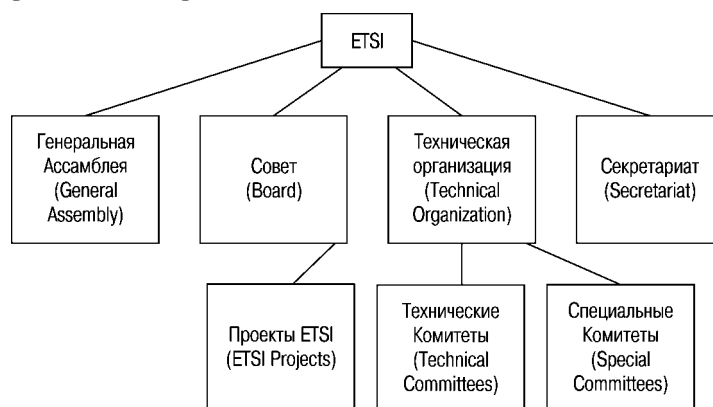 ETSI
Генеральная
Ассамблея
(General
Assembly)
Совет
(Board)
Техническая
организация
(Technical
Organization)
Секретариат
(Secretariat)
Проекты ETSI
(ETSI Projects)
Технические
Комитеты
(Technical
Committees)
Специальные
Комитеты
(Special
Committees)